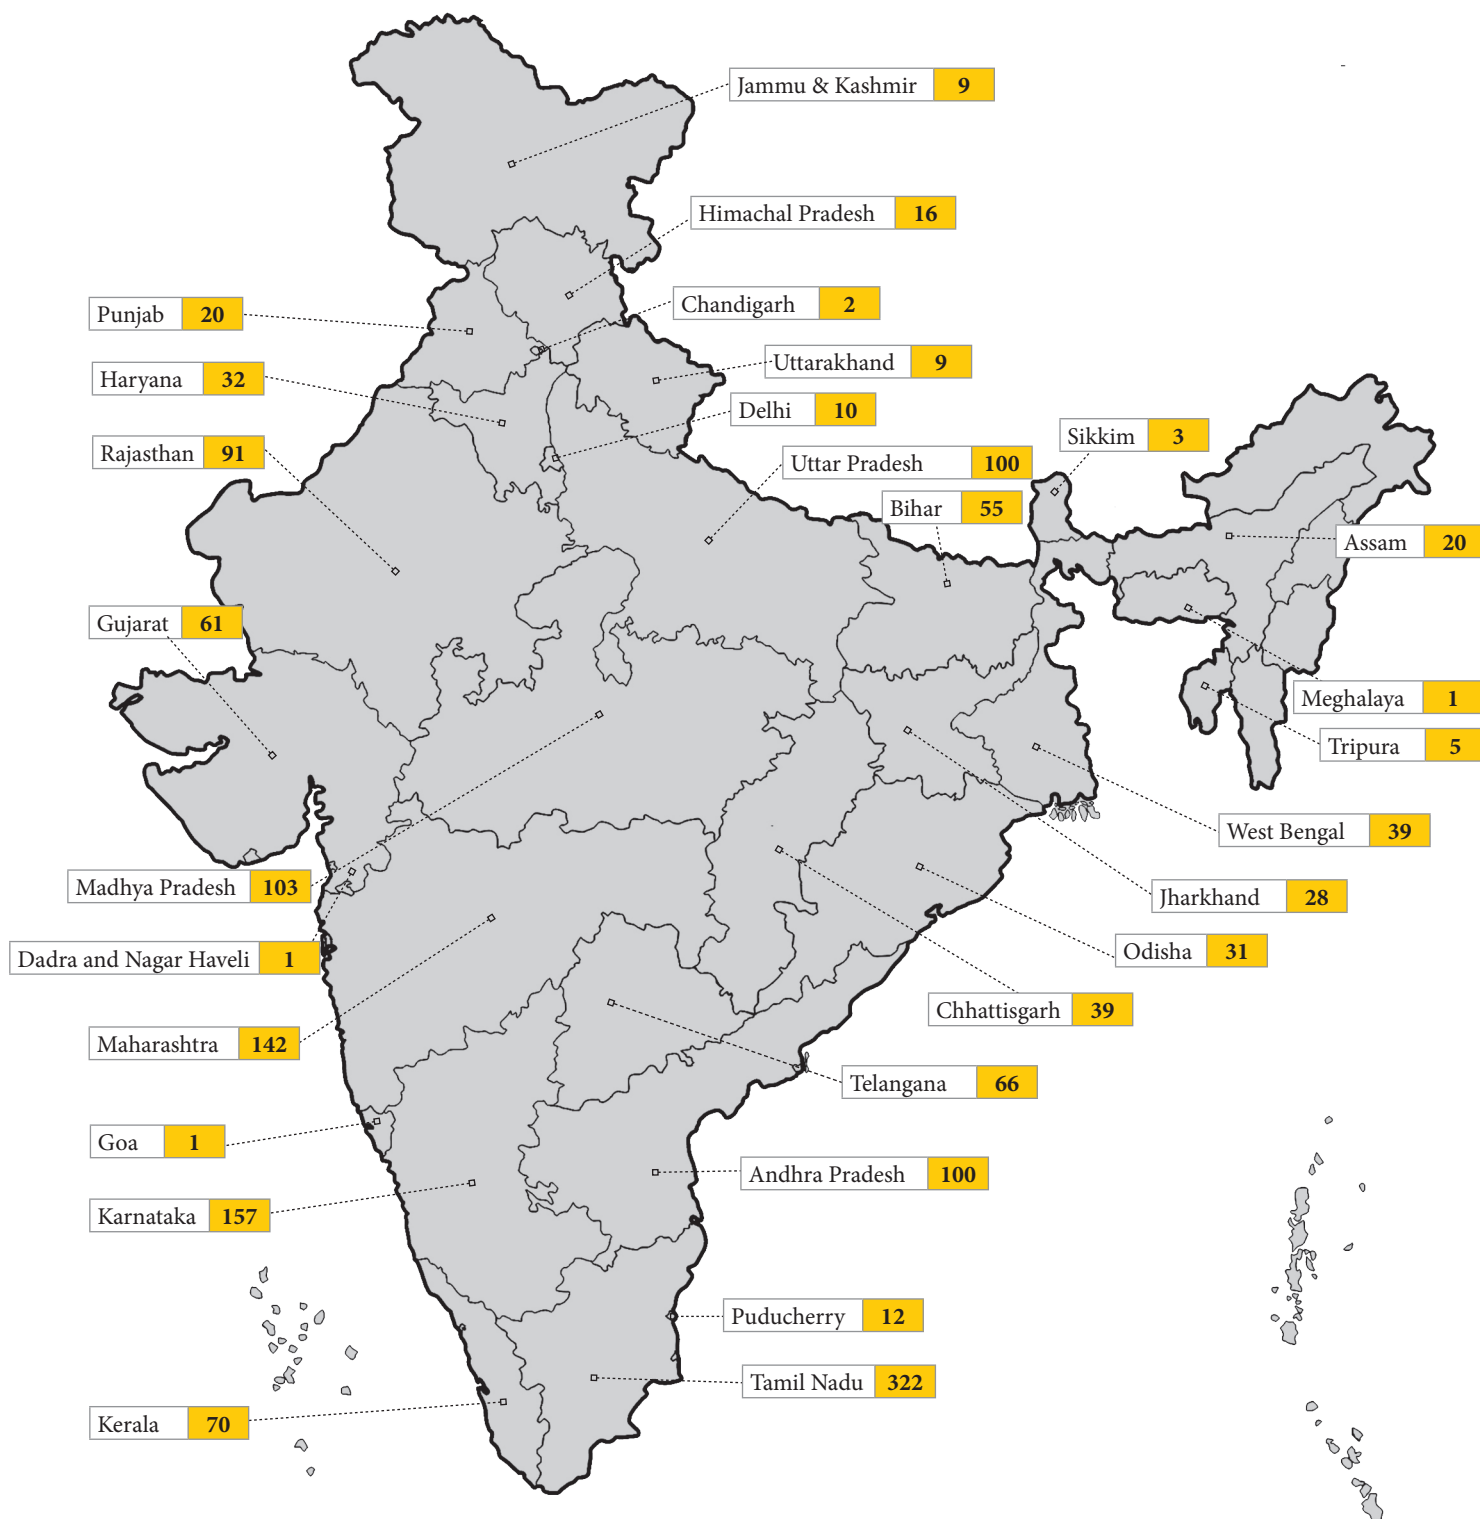 Jammu & Kashmir 9
Himachal Pradesh 16
Chandigarh 2
Punjab 20
Uttarakhand 9
Haryana 32
Delhi 10
Sikkim 3
Rajasthan 91
Uttar Pradesh 100
Bihar 55
Assam 20
Gujarat 61
Meghalaya 1
Tripura 5
West Bengal 39
Madhya Pradesh 103
Jharkhand 28
Odisha 31
Dadra and Nagar Haveli 1
Chhattisgarh 39
Maharashtra 142
Telangana 66
Goa 1
Andhra Pradesh 100
Karnataka 157
Puducherry 12
Tamil Nadu 322
Kerala 70